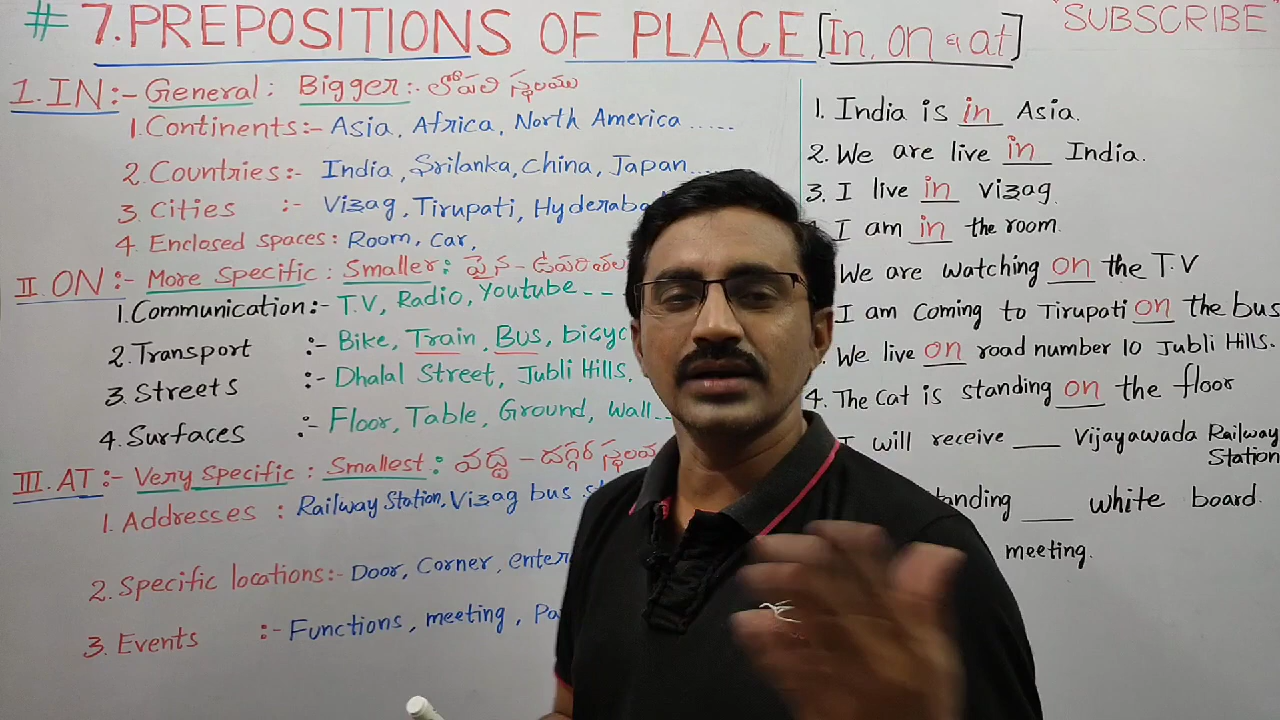 # 7. PREPOSITIONS OF PLACE [In, on & at]
"SUBSCRIBE"
1. IN :- General : Bigger :- లోపలి స్థలము
1. Continents :- Asia, Africa, North America .....
2. Countries :- India, Srilanka, China, Japan....
3. Cities :- Vizag, Tirupati,
4. Enclosed spaces: Room, Car,
II. ON :- More Specific : Smaller : పైన -
1. Communication :- T.V, Radio, Youtube - -
2. Transport :- Bike, Train, Bus,
3. Streets :- Dhalal Street, Jubli Hills,
4. Surfaces :- Floor, Table, Ground, Wall
III. AT :- Very Specific : Smallest : వద్ద - దగ్గర
1. Addresses : Railway Station, Vizag bus
2. Specific locations :- Door, Corner,
3. Events :- Functions, meeting,
1. India is in Asia.
2. We are live in India.
3. I live in Vizag
I am in the room.
We are watching on the T.V
I am Coming to Tirupati on the bus
We live on road number 10 Jubli Hills.
4. The Cat is standing on the floor
I will receive ___ Vijayawada Railway
Station
___ white board.
meeting.